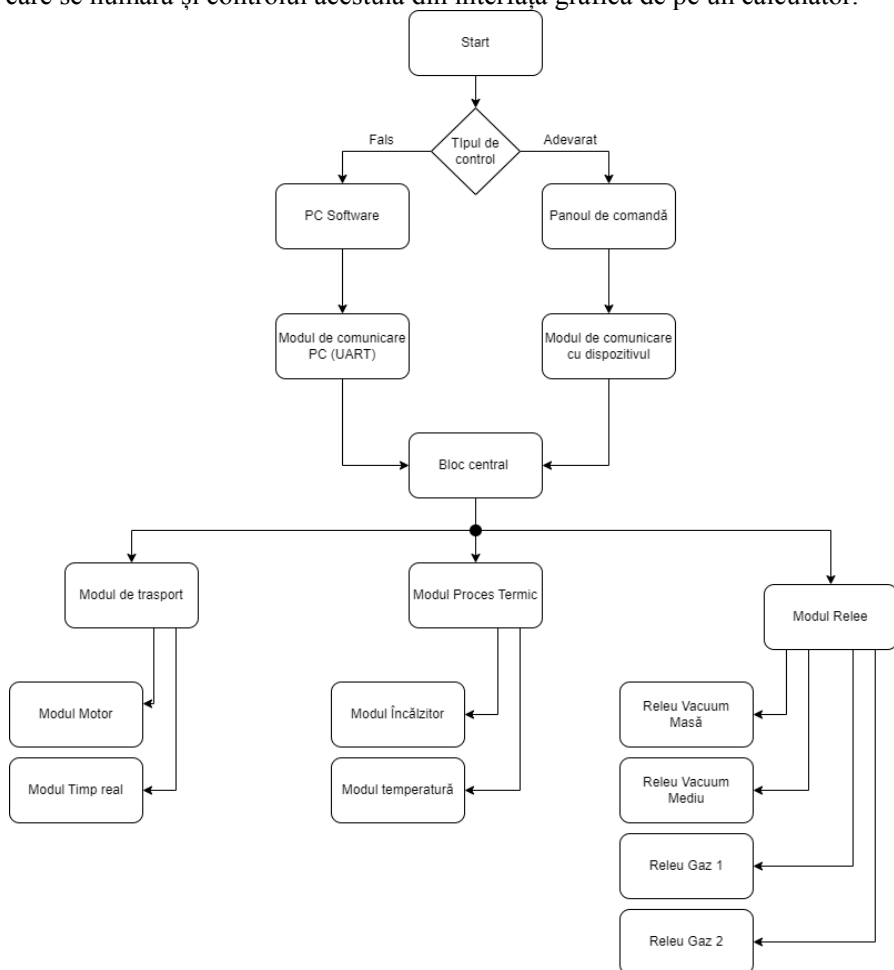 care se numără și controlul acestuia din interfața grafică de pe un calculator.
Start
Fals
TIpul de
control
Adevarat
PC Software
Panoul de comandă
Modul de comunicare
PC (UART)
Modul de comunicare
cu dispozitivul
Bloc central
Modul de trasport
Modul Proces Termic
Modul Relee
Modul Motor
Modul Timp real
Modul Încălzitor
Modul temperatură
Releu Vacuum
Masă
Releu Vacuum
Mediu
Releu Gaz 1
Releu Gaz 2